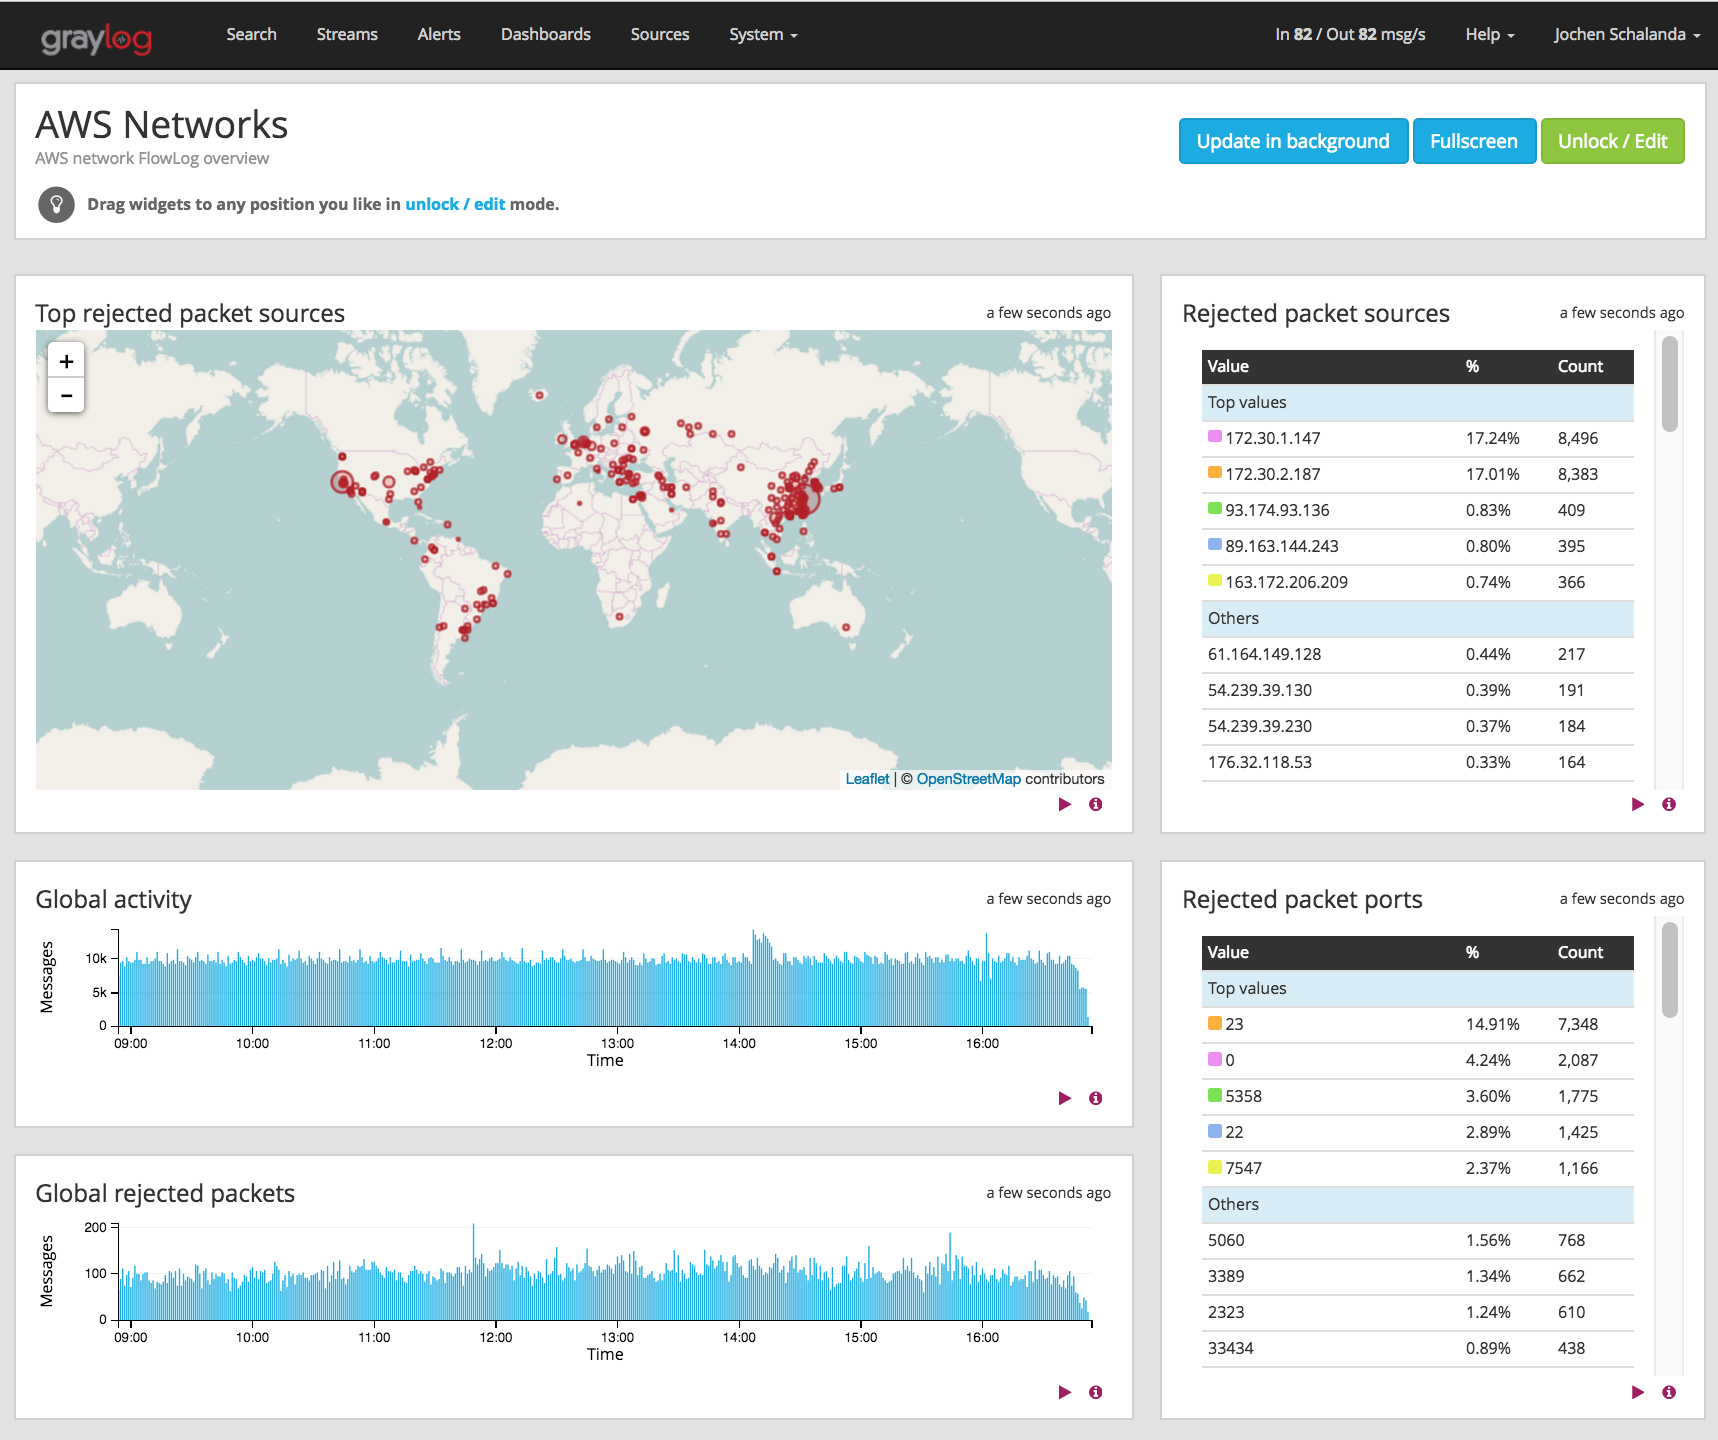 graylog Search Streams Alerts Dashboards Sources System In 82 / Out 82 msg/s Help Jochen Schalanda
AWS Networks
AWS network FlowLog overview
Update in background Fullscreen Unlock / Edit
Drag widgets to any position you like in unlock / edit mode.
Top rejected packet sources a few seconds ago
+
-
Leaflet | © OpenStreetMap contributors
Rejected packet sources a few seconds ago
Value % Count
Top values
172.30.1.147 17.24% 8,496
172.30.2.187 17.01% 8,383
93.174.93.136 0.83% 409
89.163.144.243 0.80% 395
163.172.206.209 0.74% 366
Others
61.164.149.128 0.44% 217
54.239.39.130 0.39% 191
54.239.39.230 0.37% 184
176.32.118.53 0.33% 164
Global activity a few seconds ago
Messages
10k
5k
0
09:00 10:00 11:00 12:00 13:00 14:00 15:00 16:00
Time
Rejected packet ports a few seconds ago
Value % Count
Top values
23 14.91% 7,348
0 4.24% 2,087
5358 3.60% 1,775
22 2.89% 1,425
7547 2.37% 1,166
Others
5060 1.56% 768
3389 1.34% 662
2323 1.24% 610
33434 0.89% 438
Global rejected packets a few seconds ago
Messages
200
100
0
09:00 10:00 11:00 12:00 13:00 14:00 15:00 16:00
Time